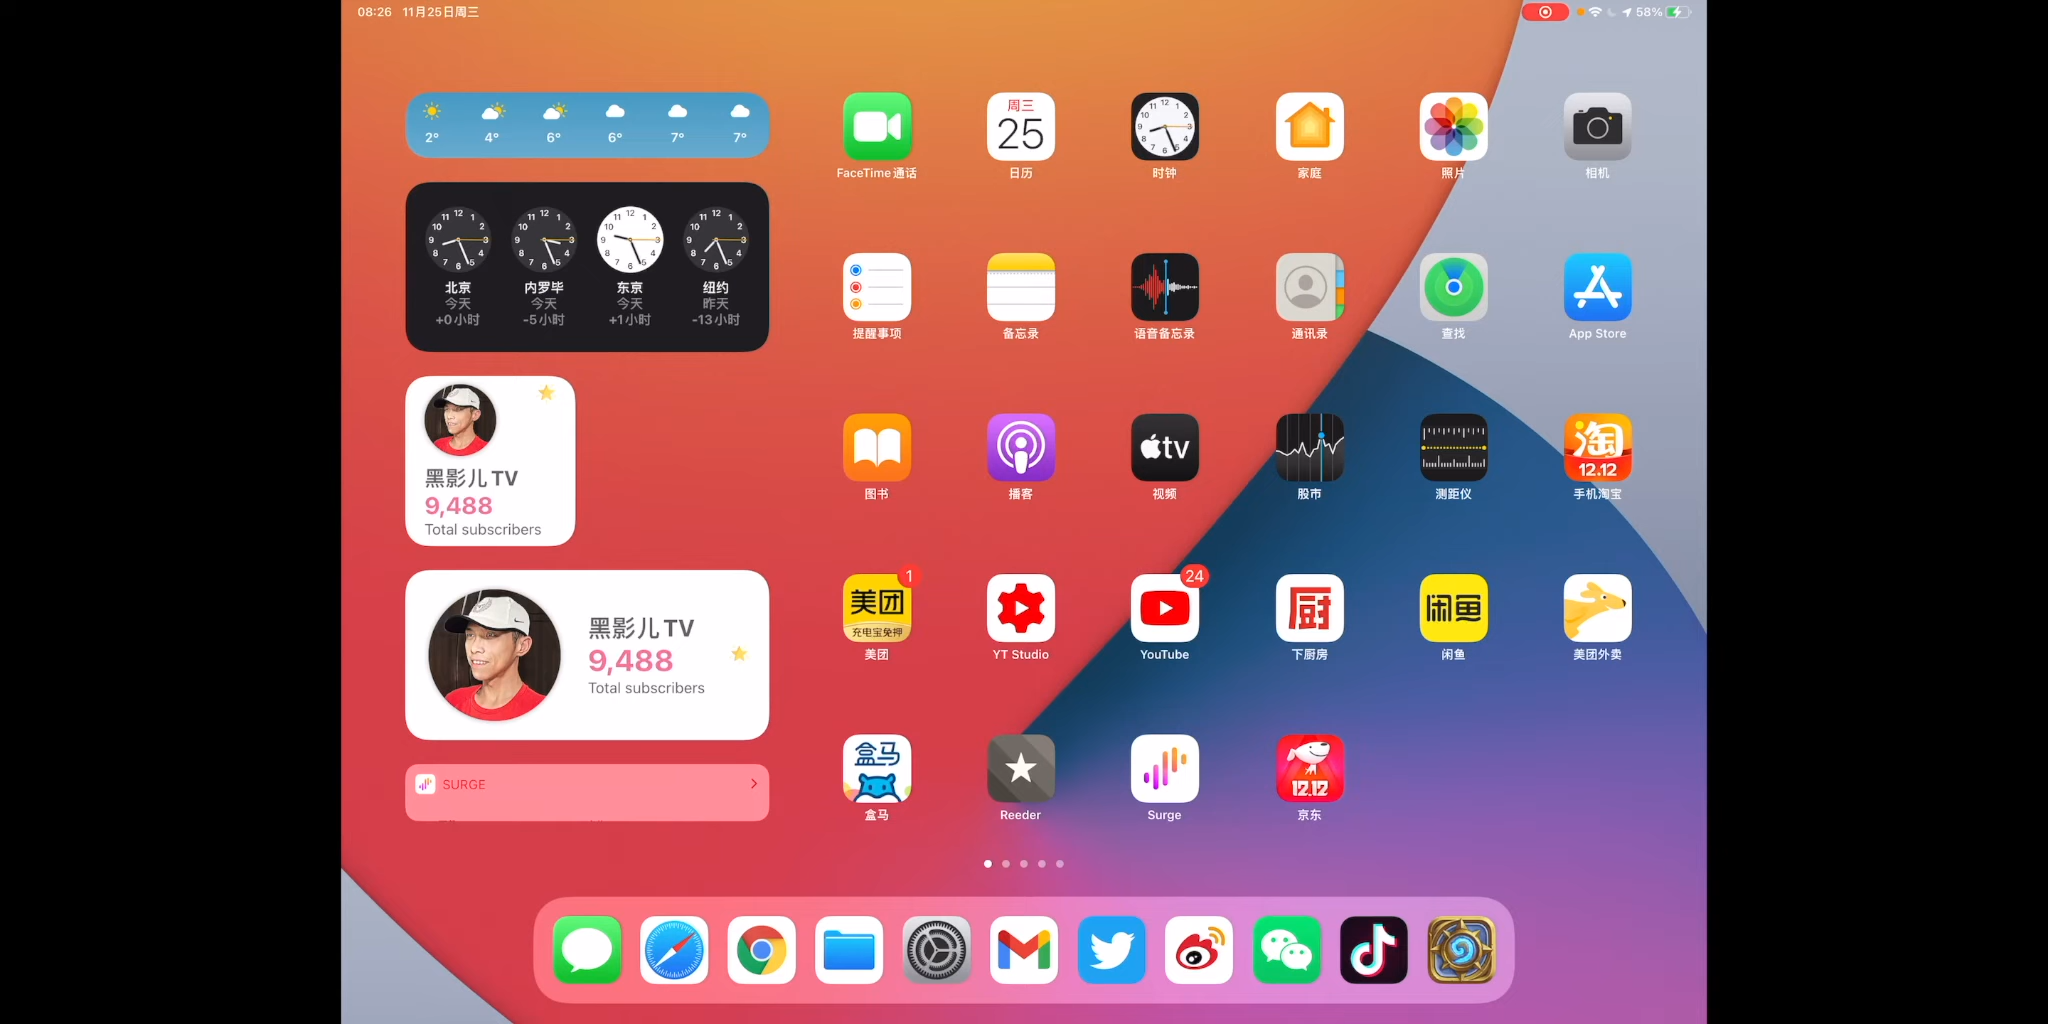 08:26 11月25日周三
58%
2° 4° 6° 6° 7° 7°
北京 内罗毕 东京 纽约
今天 今天 今天 昨天
+0小时 -5小时 +1小时 -13小时
黑影儿TV
9,488
Total subscribers
黑影儿TV
9,488
Total subscribers
SURGE
周三
25
FaceTime通话 日历 时钟 家庭 照片 相机
提醒事项 备忘录 语音备忘录 通讯录 查找 App Store
tv
淘
12.12
图书 播客 视频 股市 测距仪 手机淘宝
美团
充电宝免押
1
24
厨
闲鱼
美团 YT Studio YouTube 下厨房 闲鱼 美团外卖
盒马
12.12
盒马 Reeder Surge 京东